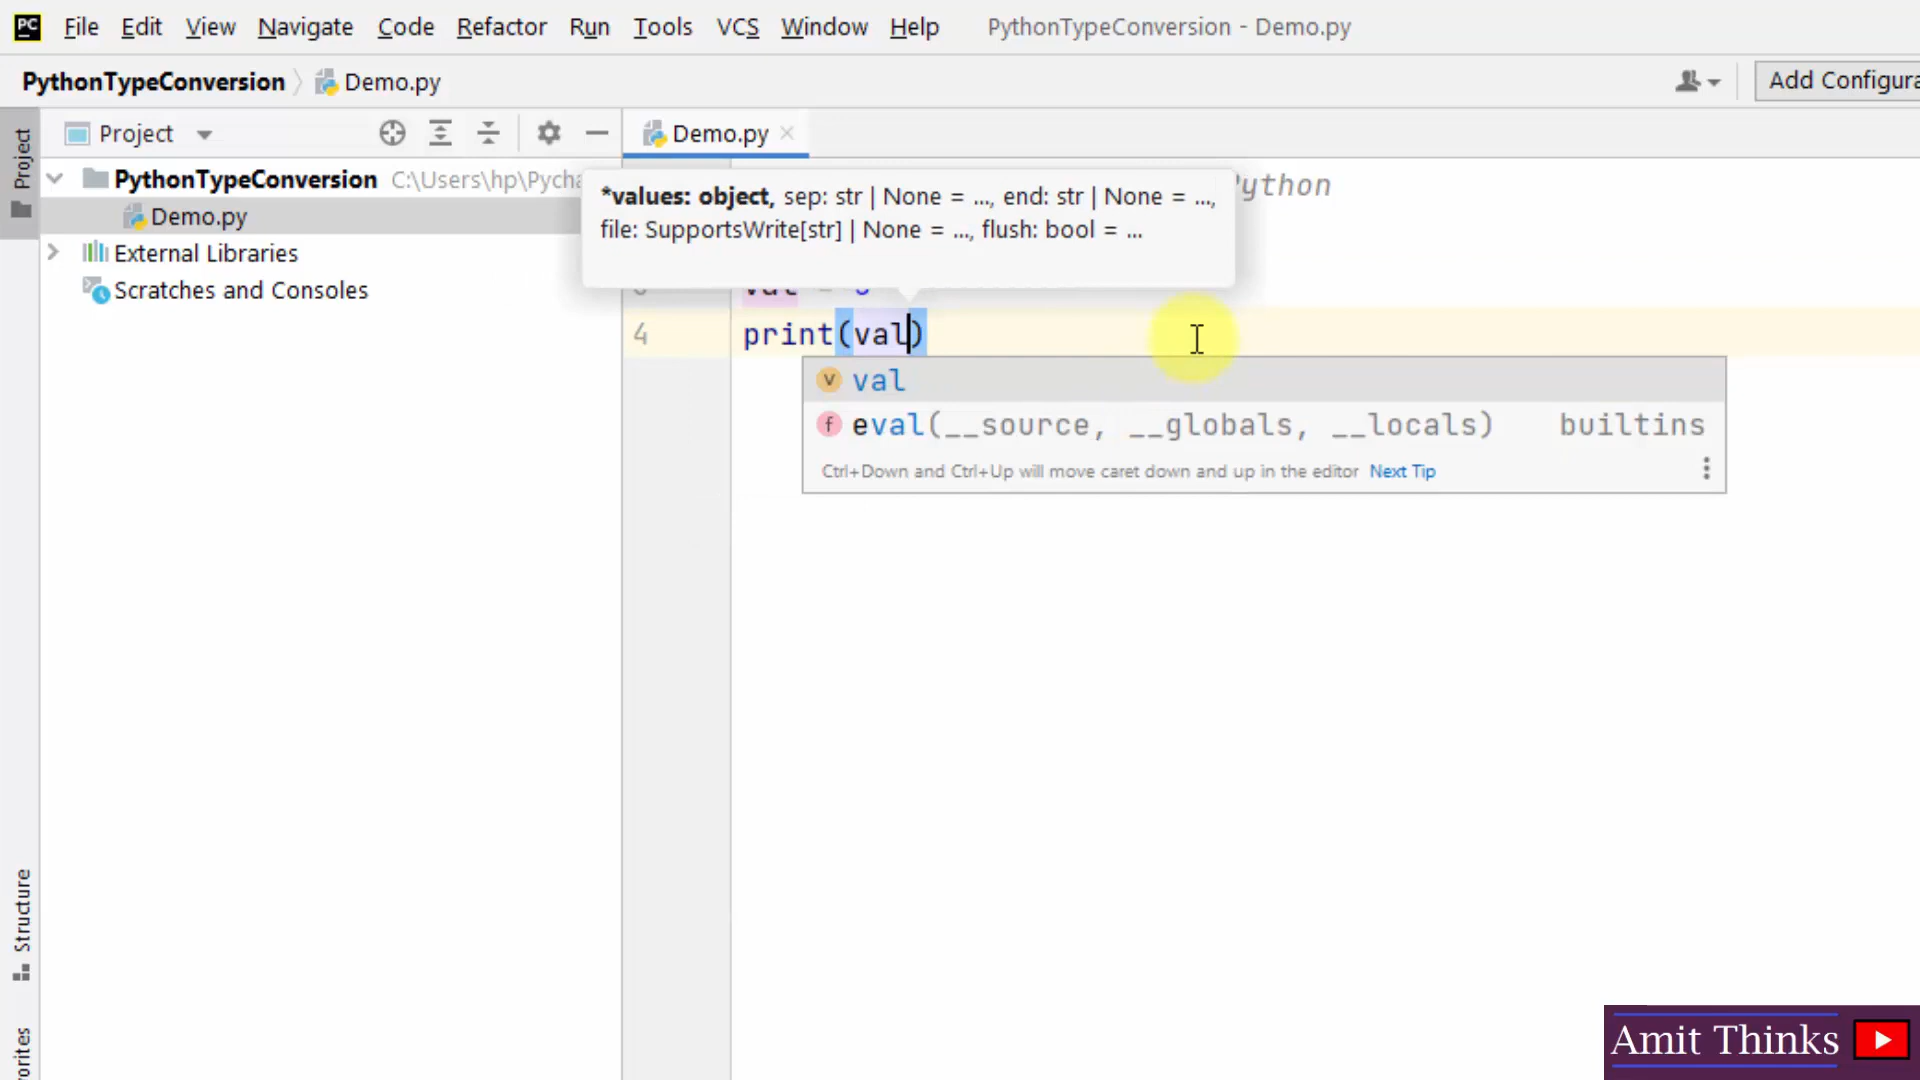 PC File Edit View Navigate Code Refactor Run Tools VCS Window Help PythonTypeConversion - Demo.py
PythonTypeConversion Demo.py Add Configura
Project
Project Demo.py
PythonTypeConversion C:\Users\hp\Pycha
Demo.py
External Libraries
Scratches and Consoles
*values: object, sep: str | None = ..., end: str | None = ...,
file: SupportsWrite[str] | None = ..., flush: bool = ...
ython
val =
4 print(val)
v val
f eval(__source, __globals, __locals) builtins
Ctrl+Down and Ctrl+Up will move caret down and up in the editor Next Tip
Structure
orites
Amit Thinks